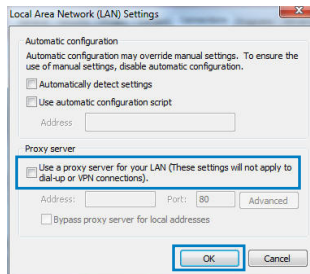 Local Area Network (LAN) Settings
Automatic configuration
Automatic configuration may override manual settings. To ensure the
use of manual settings, disable automatic configuration.
Automatically detect settings
Use automatic configuration script
Address
Proxy server
Use a proxy server for your LAN (These settings will not apply to
dial-up or VPN connections).
Address: Port: 80 Advanced
Bypass proxy server for local addresses
OK Cancel